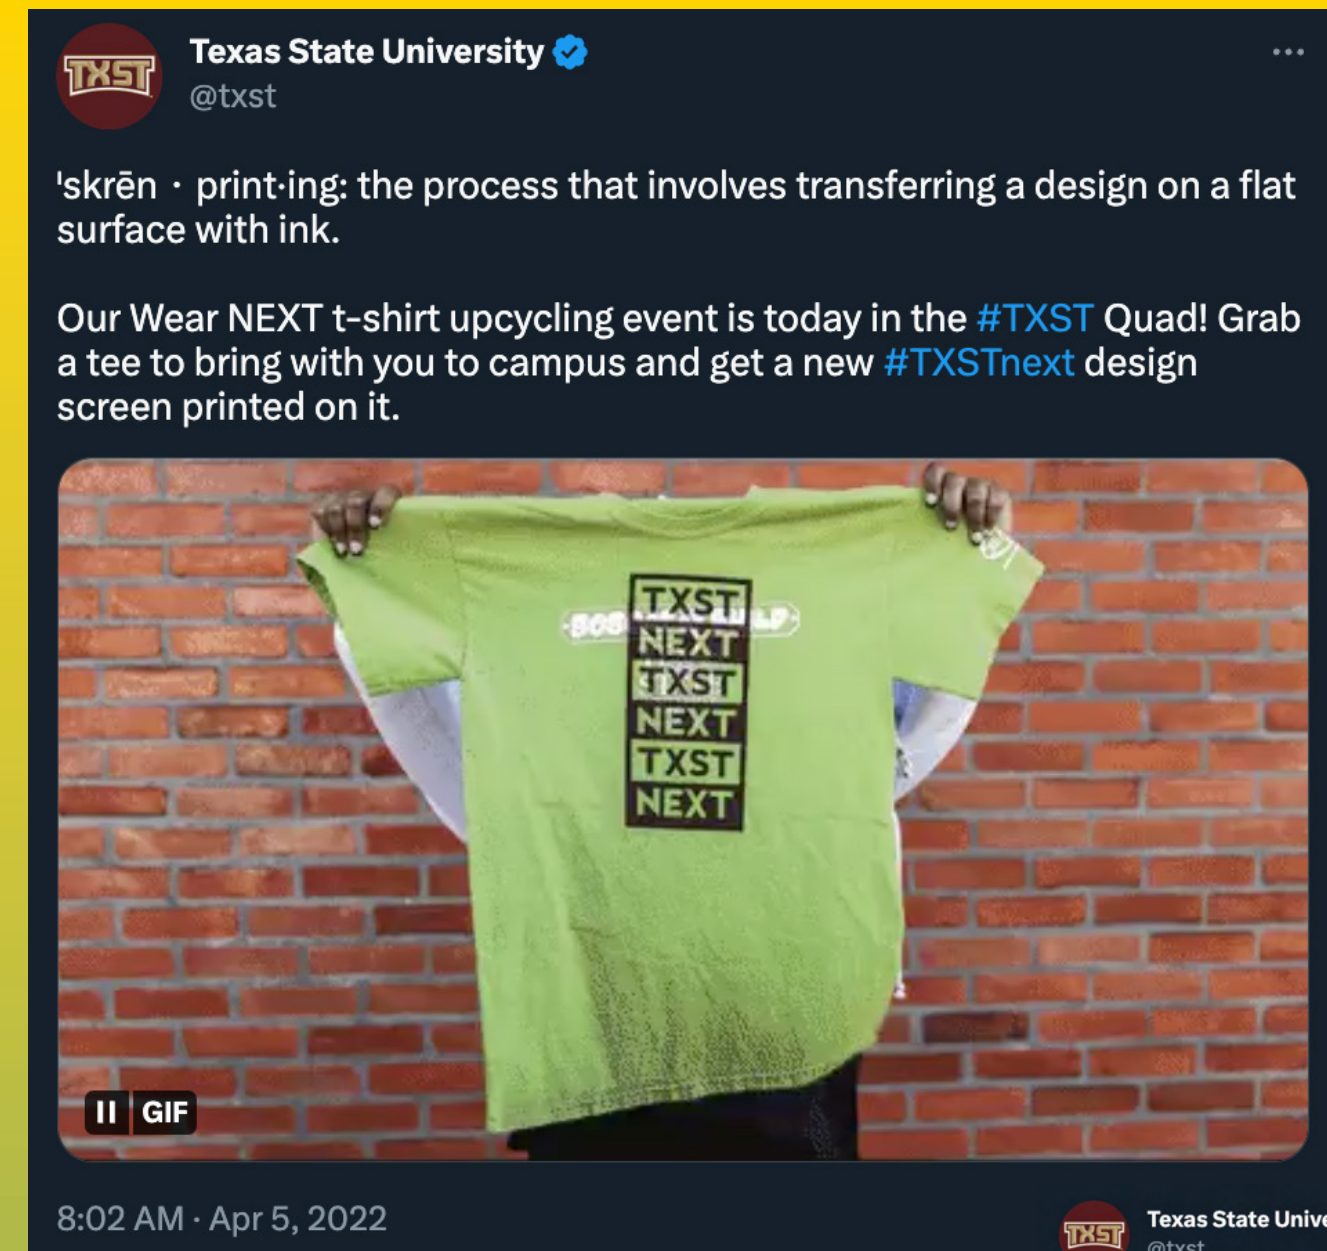 TXST
Texas State University
@txst
'skrēn · print·ing: the process that involves transferring a design on a flat
surface with ink.
Our Wear NEXT t-shirt upcycling event is today in the #TXST Quad! Grab
a tee to bring with you to campus and get a new #TXSTnext design
screen printed on it.
TXST
NEXT
TXST
NEXT
TXST
NEXT
GIF
8:02 AM · Apr 5, 2022
TXST
Texas State Unive
@txst